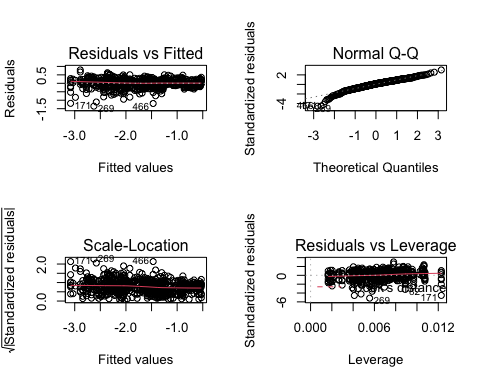 Residuals vs Fitted
Residuals
0.5
-1.5
171
269
466
-3.0
-2.0
-1.0
Fitted values
Normal Q-Q
Standardized residuals
2
-4
-3
-1
0
1
2
3
Theoretical Quantiles
Scale-Location
√|Standardized residuals|
2.0
1.0
0.0
171
269
466
-3.0
-2.0
-1.0
Fitted values
Residuals vs Leverage
Standardized residuals
0
-6
distance
269
171
0.000
0.006
0.012
Leverage